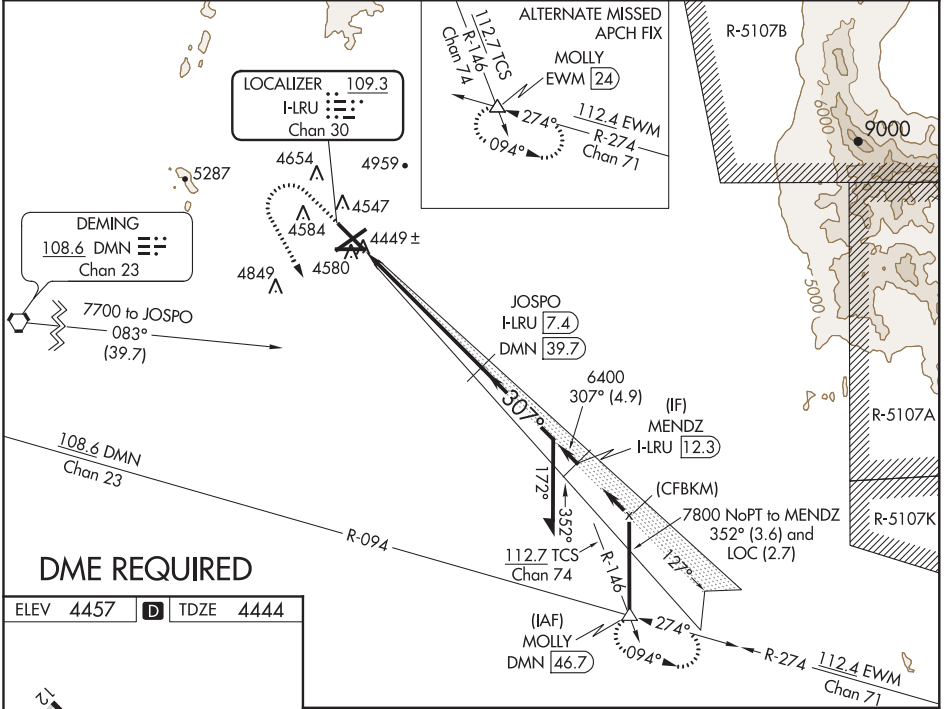 ALTERNATE MISSED
APCH FIX
112.7 TCS
R-146
Chan 74
MOLLY
EWM 24
274°
094°
112.4 EWM
R-274
Chan 71
R-5107B
6000
9000
5000
LOCALIZER 109.3
I-LRU
Chan 30
5287
4654
4959
4547
4584
4449 ±
4580
4849
DEMING
108.6 DMN
Chan 23
7700 to JOSPO
083°
(39.7)
JOSPO
I-LRU 7.4
DMN 39.7
6400
307° (4.9)
307°
(IF)
MENDZ
I-LRU 12.3
R-5107A
R-5107K
(CFBKM)
7800 NoPT to MENDZ
352° (3.6) and
LOC (2.7)
172°
352°
127°
108.6 DMN
Chan 23
R-094
112.7 TCS
Chan 74
R-146
(IAF)
MOLLY
DMN 46.7
274°
094°
R-274
112.4 EWM
Chan 71
DME REQUIRED
ELEV 4457 D TDZE 4444
12